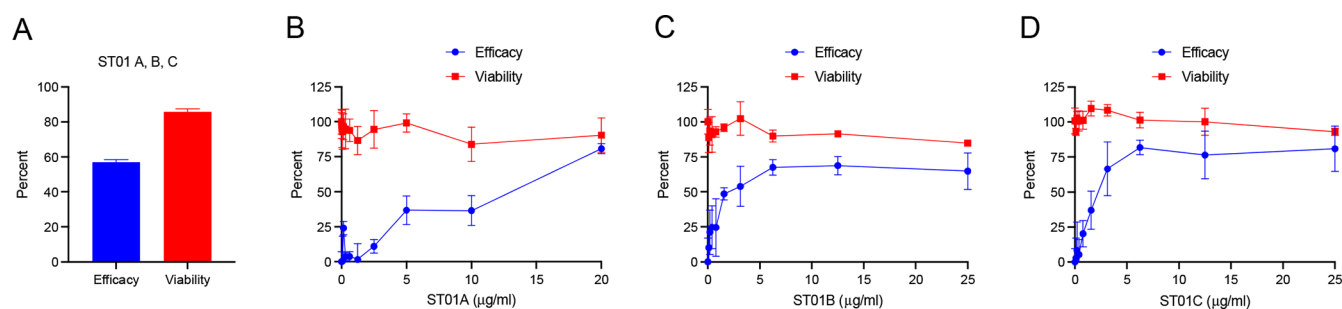 A
ST01 A, B, C
Percent
100
80
60
40
20
0
Efficacy
Viability
B
Efficacy
Viability
Percent
125
100
75
50
25
0
0
5
10
15
20
ST01A (μg/ml)
C
Efficacy
Viability
Percent
125
100
75
50
25
0
0
5
10
15
20
25
ST01B (μg/ml)
D
Efficacy
Viability
Percent
125
100
75
50
25
0
0
5
10
15
20
25
ST01C (μg/ml)